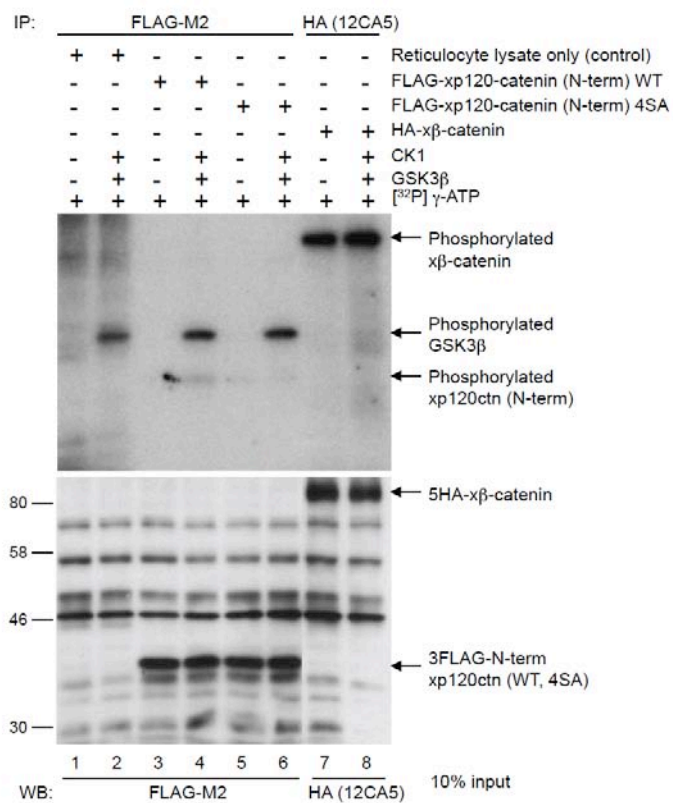 IP: FLAG-M2 HA (12CA5)
+ + - - - - - - Reticulocyte lysate only (control)
- - + + - - - - FLAG-xp120-catenin (N-term) WT
- - - - + + - - FLAG-xp120-catenin (N-term) 4SA
- - - - - - + + HA-xβ-catenin
- + - + - + - + CK1
- + - + - + - + GSK3β
+ + + + + + + + [³²P] γ-ATP
Phosphorylated
xβ-catenin
Phosphorylated
GSK3β
Phosphorylated
xp120ctn (N-term)
80
5HA-xβ-catenin
58
46
3FLAG-N-term
xp120ctn (WT, 4SA)
30
1 2 3 4 5 6 7 8
10% input
WB: FLAG-M2 HA (12CA5)